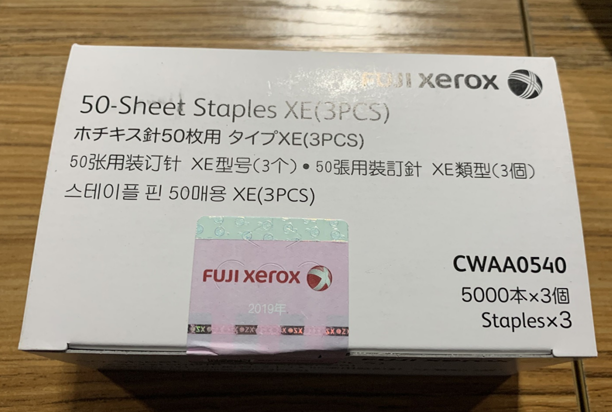 FUJI xerox
50-Sheet Staples XE(3PCS)
ホチキス針50枚用 タイプXE(3PCS)
50张用装订针 XE型号(3个)・50張用裝訂針 XE類型(3個)
스테이플 핀 50매용 XE(3PCS)
FUJI xerox
2019年
CWAA0540
5000本×3個
Staples×3